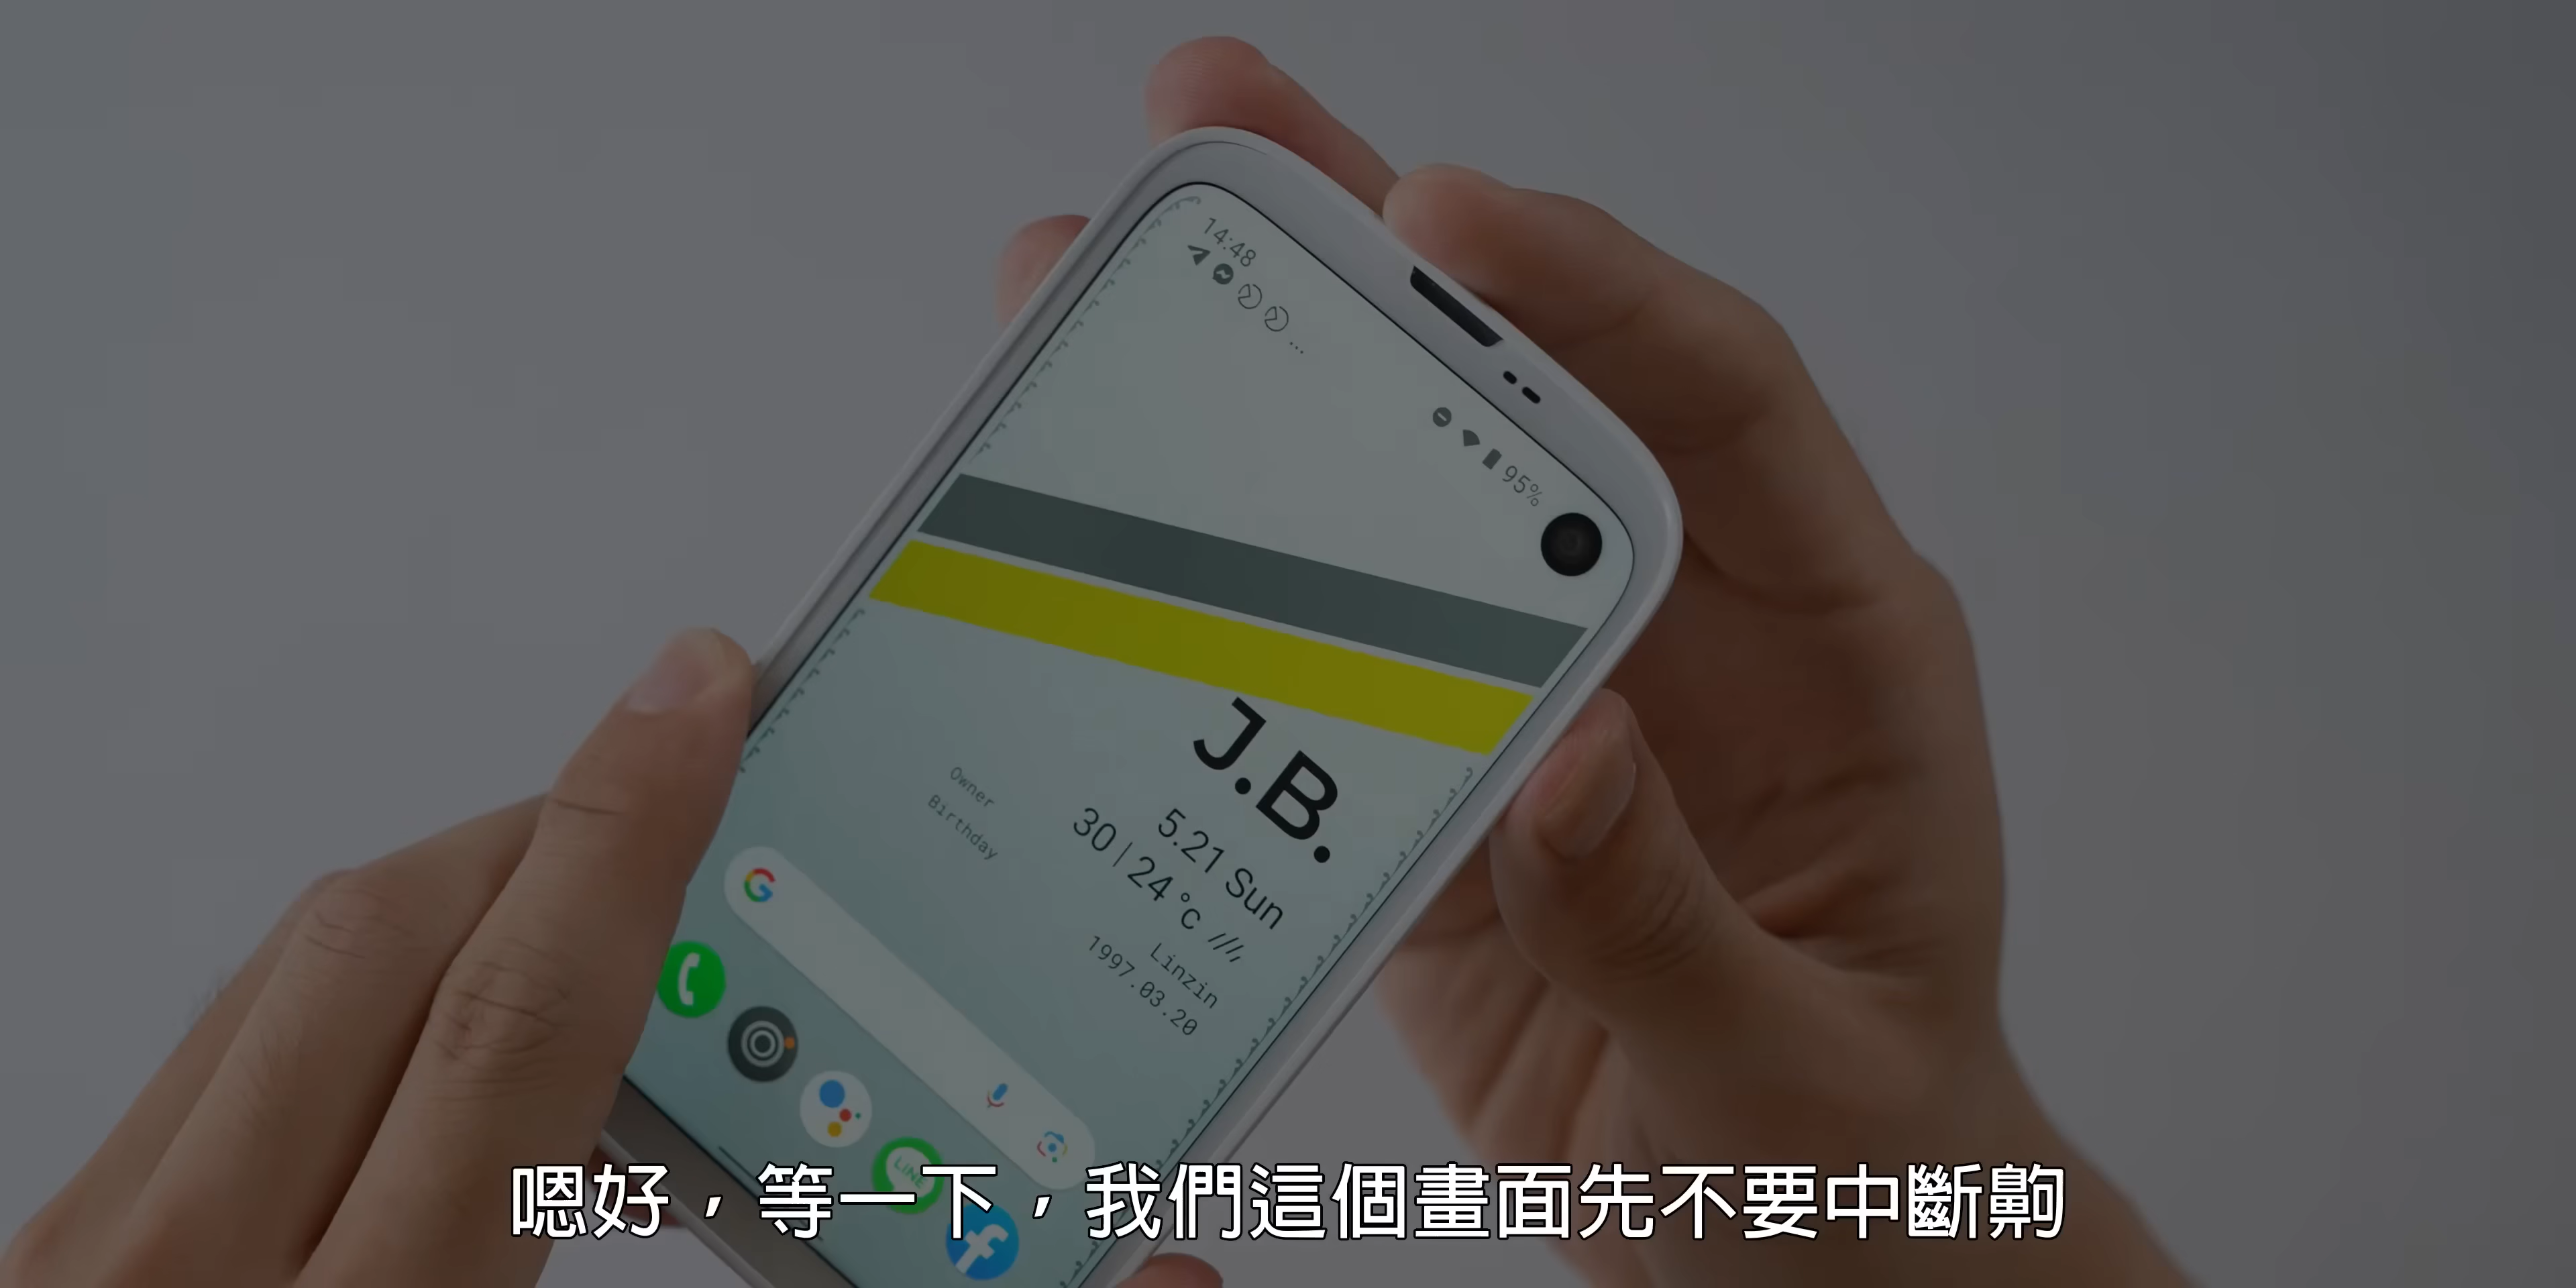 14:48
95%
J.B.
5.21 Sun
30 | 24 °c
Owner
Linzin
Birthday
1997.03.20
LINE
嗯好，等一下，我們這個畫面先不要中斷齁